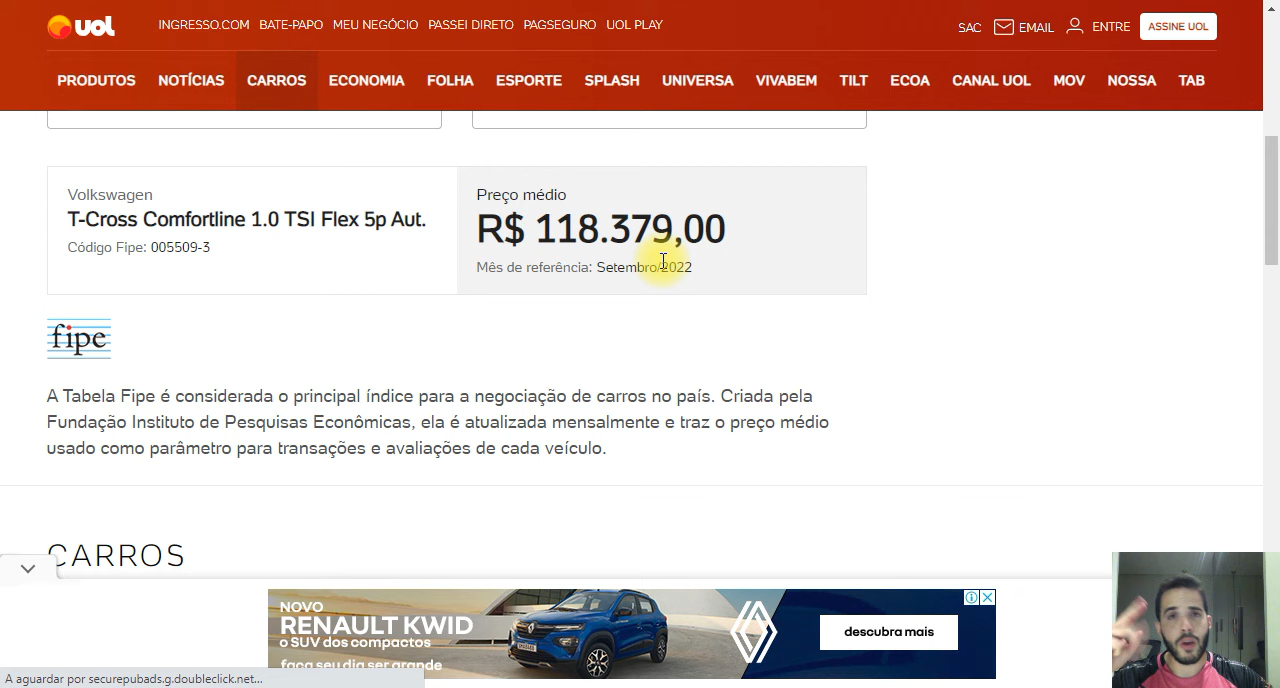 uol INGRESSO.COM BATE-PAPO MEU NEGÓCIO PASSEI DIRETO PAGSEGURO UOL PLAY SAC EMAIL ENTRE ASSINE UOL
PRODUTOS NOTÍCIAS CARROS ECONOMIA FOLHA ESPORTE SPLASH UNIVERSA VIVABEM TILT ECOA CANAL UOL MOV NOSSA TAB
Volkswagen
T-Cross Comfortline 1.0 TSI Flex 5p Aut.
Código Fipe: 005509-3
Preço médio
R$ 118.379,00
Mês de referência: Setembro/2022
fipe
A Tabela Fipe é considerada o principal índice para a negociação de carros no país. Criada pela
Fundação Instituto de Pesquisas Econômicas, ela é atualizada mensalmente e traz o preço médio
usado como parâmetro para transações e avaliações de cada veículo.
CARROS
NOVO
RENAULT KWID
o SUV dos compactos
faça seu dia ser grande
descubra mais
A aguardar por securepubads.g.doubleclick.net...